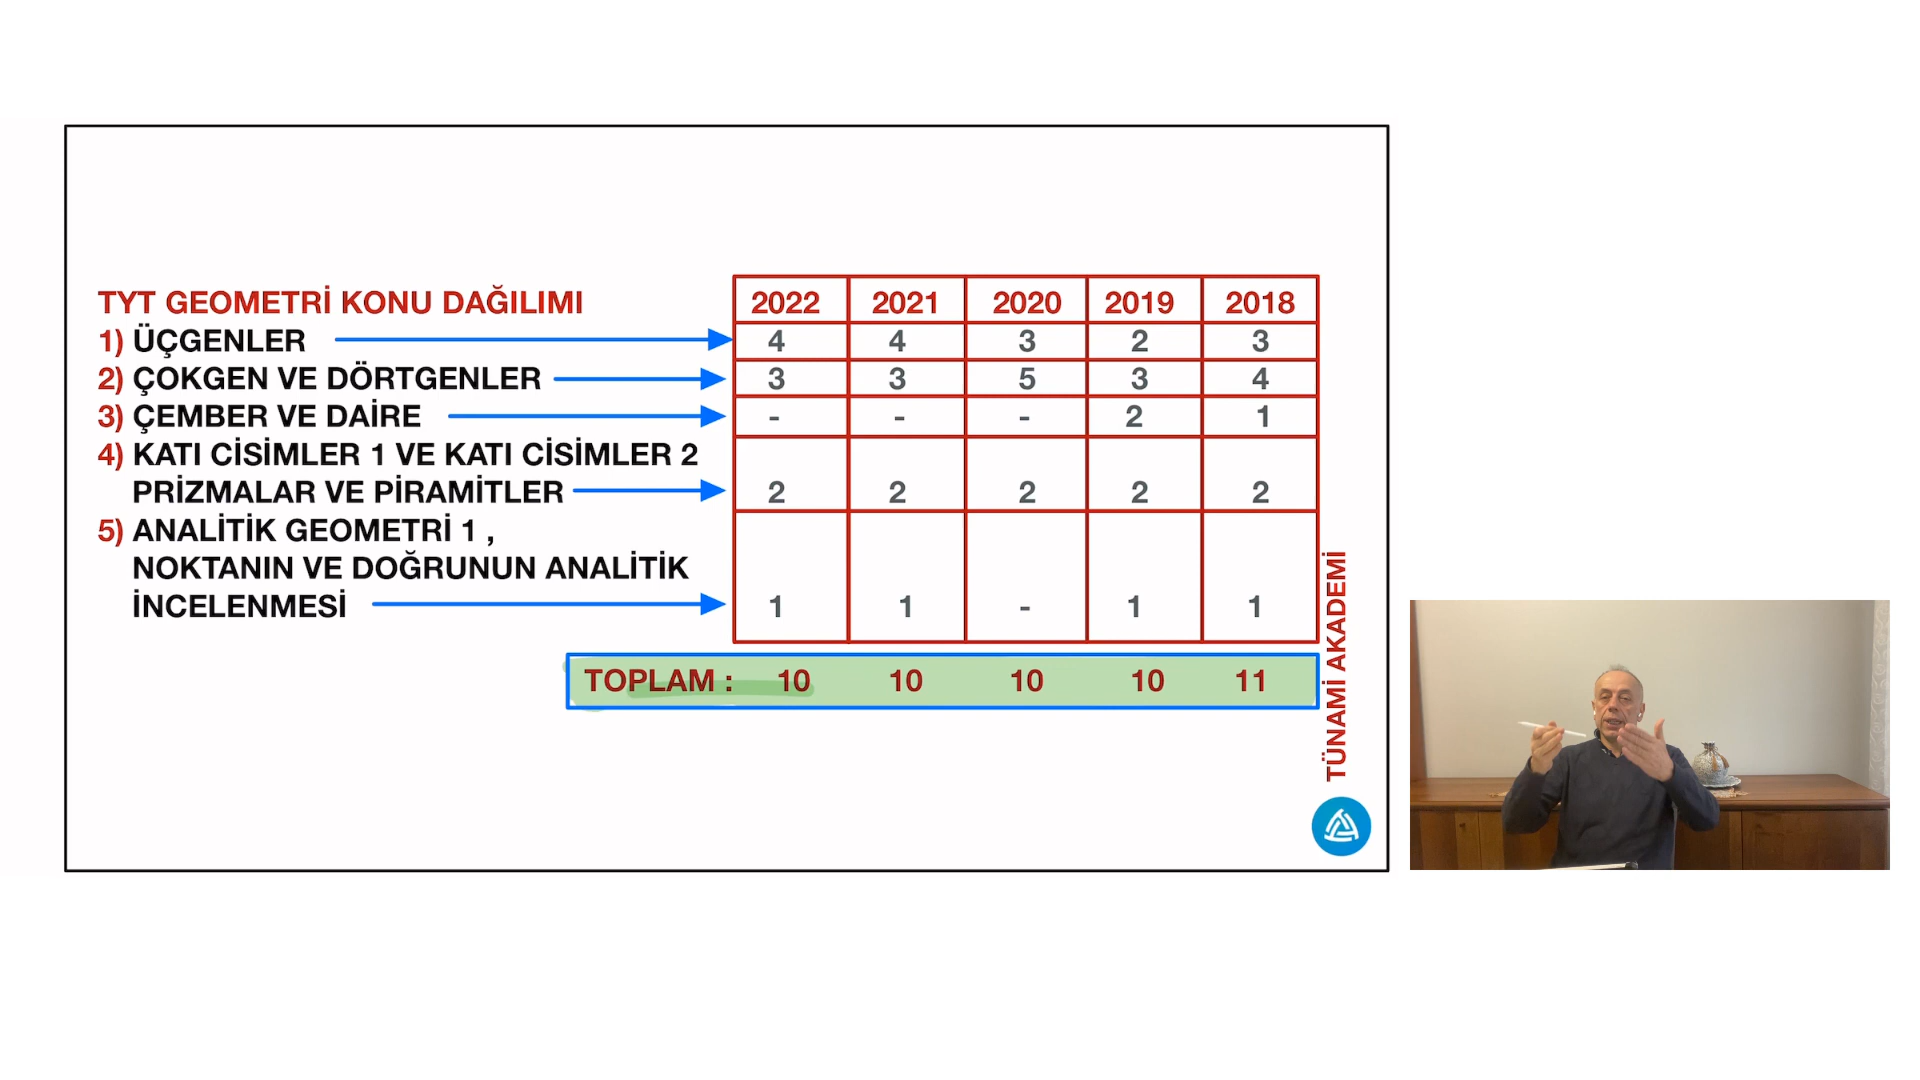 TYT GEOMETRİ KONU DAĞILIMI 2022 2021 2020 2019 2018
1) ÜÇGENLER 4 4 3 2 3
2) ÇOKGEN VE DÖRTGENLER 3 3 5 3 4
3) ÇEMBER VE DAİRE - - - 2 1
4) KATI CİSİMLER 1 VE KATI CİSİMLER 2
PRİZMALAR VE PİRAMİTLER 2 2 2 2 2
5) ANALİTİK GEOMETRİ 1 ,
NOKTANIN VE DOĞRUNUN ANALİTİK
İNCELENMESİ 1 1 - 1 1
TOPLAM : 10 10 10 10 11
TÜNAMİ AKADEMİ